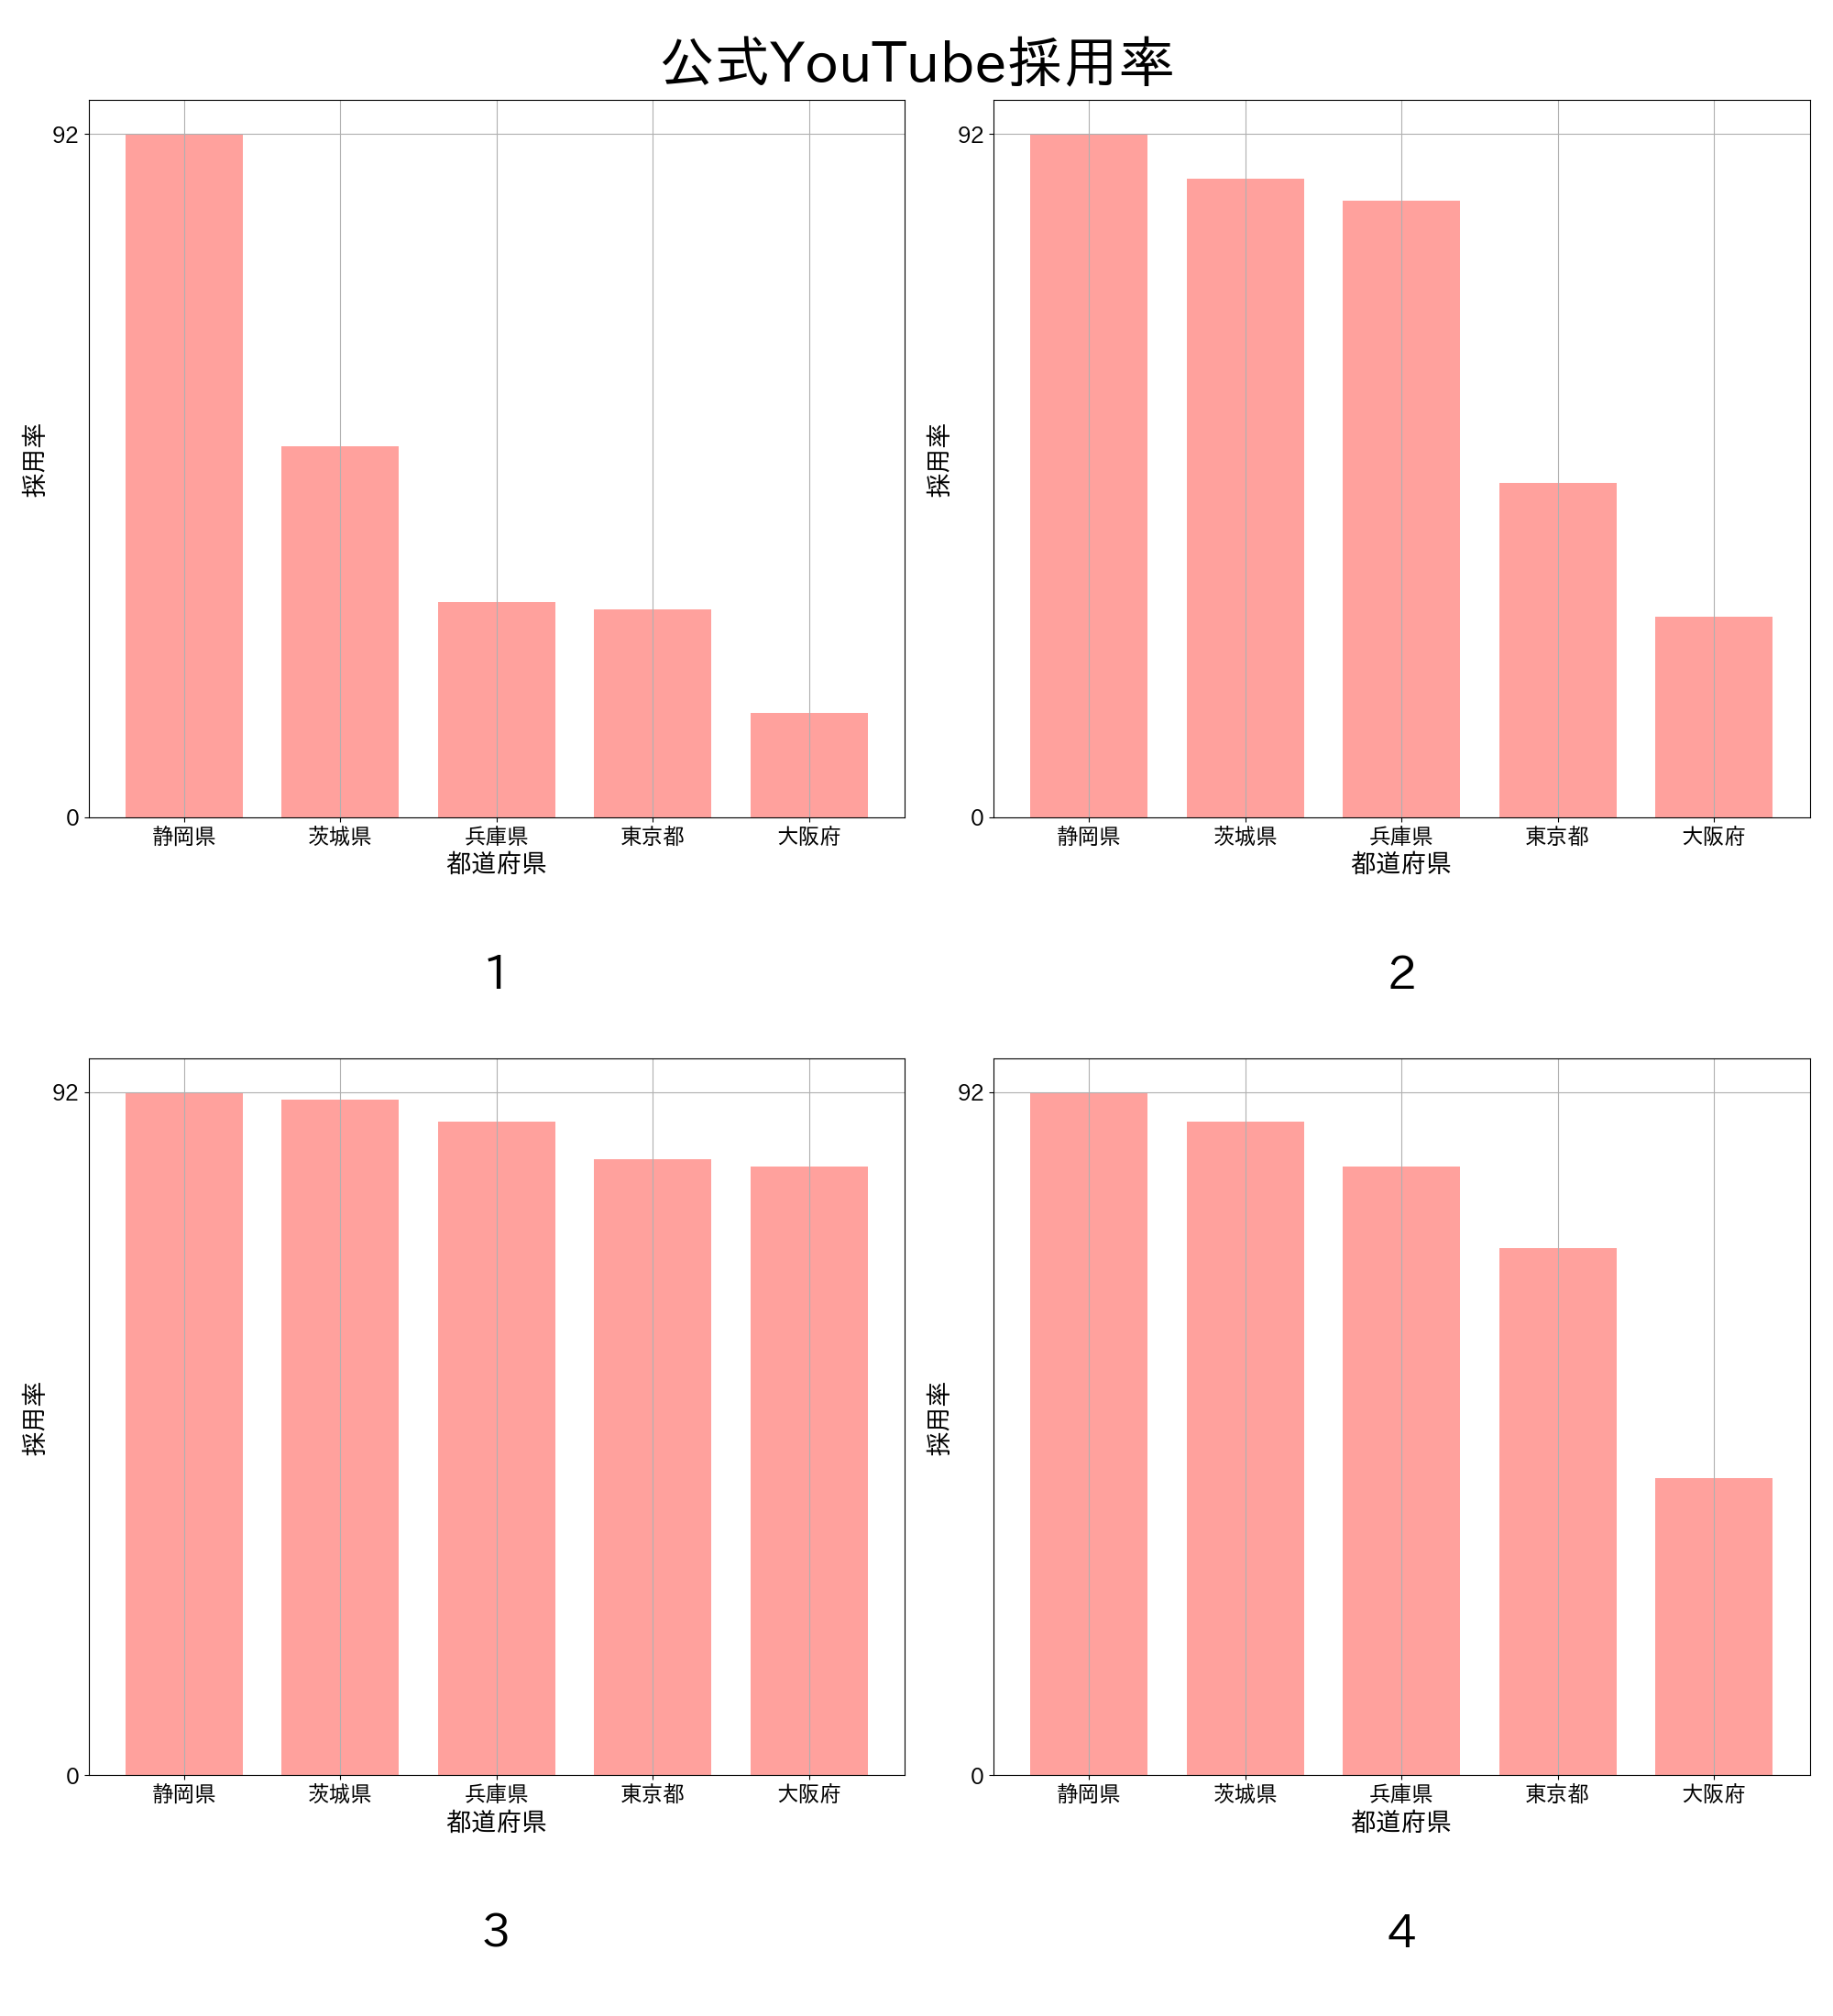 公式YouTube採用率
92
0
採用率
静岡県 茨城県 兵庫県 東京都 大阪府
都道府県
1
92
0
採用率
静岡県 茨城県 兵庫県 東京都 大阪府
都道府県
2
92
0
採用率
静岡県 茨城県 兵庫県 東京都 大阪府
都道府県
3
92
0
採用率
静岡県 茨城県 兵庫県 東京都 大阪府
都道府県
4